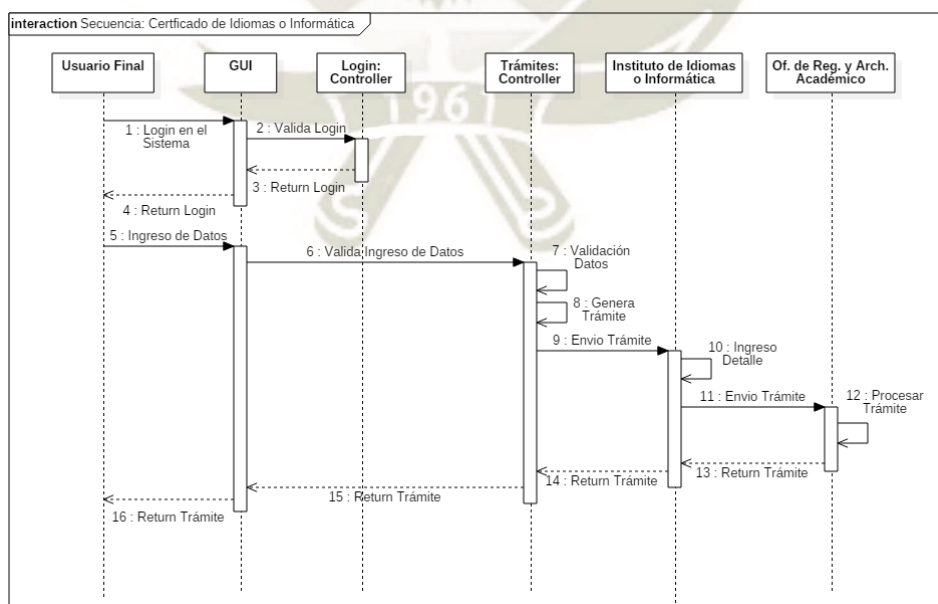 interaction Secuencia: Certficado de Idiomas o Informática
Usuario Final
GUI
Login:
Controller
Trámites:
Controller
Instituto de Idiomas
o Informática
Of. de Reg. y Arch.
Académico
196
1 : Login en el
Sistema
2 : Valida Login
3 : Return Login
4 : Return Login
5 : Ingreso de Datos
6 : Valida Ingreso de Datos
7 : Validación
Datos
8 : Genera
Trámite
9 : Envio Trámite
10 : Ingreso
Detalle
11 : Envio Trámite
12 : Procesar
Trámite
13 : Return Trámite
14 : Return Trámite
15 : Return Trámite
16 : Return Trámite